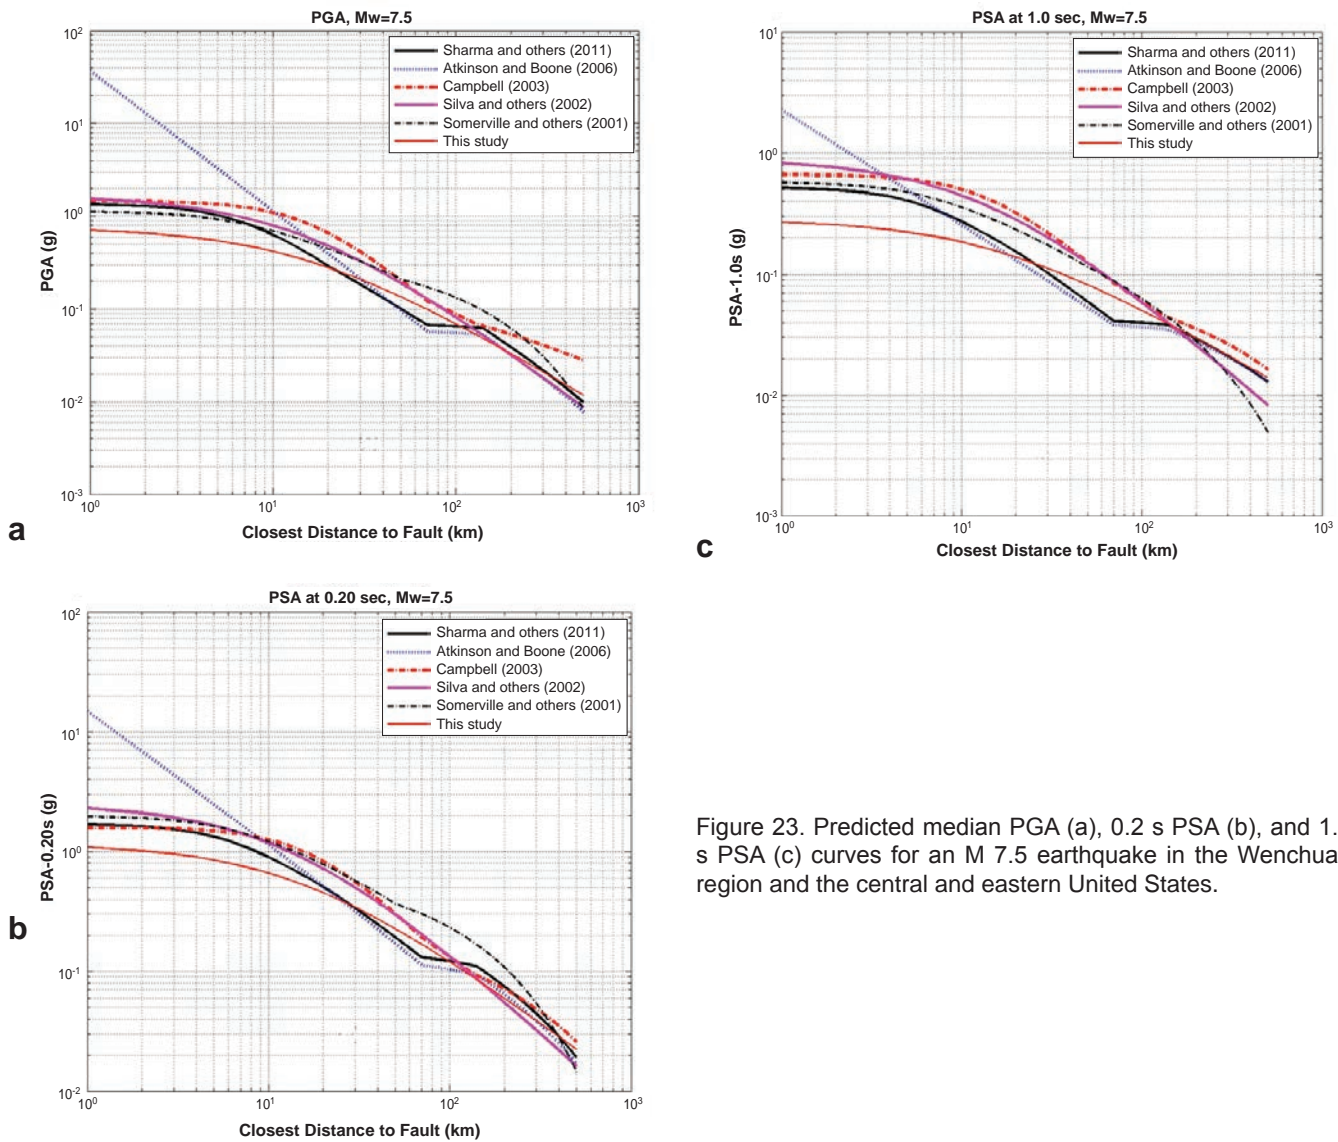 PGA, Mw=7.5
10²
10¹
10⁰
10⁻¹
10⁻²
10⁻³
PGA (g)
Sharma and others (2011)
Atkinson and Boone (2006)
Campbell (2003)
Silva and others (2002)
Somerville and others (2001)
This study
10⁰
10¹
10²
10³
Closest Distance to Fault (km)
a
PSA at 1.0 sec, Mw=7.5
10¹
10⁰
10⁻¹
10⁻²
10⁻³
PSA-1.0s (g)
Sharma and others (2011)
Atkinson and Boone (2006)
Campbell (2003)
Silva and others (2002)
Somerville and others (2001)
This study
10⁰
10¹
10²
10³
Closest Distance to Fault (km)
c
PSA at 0.20 sec, Mw=7.5
10²
10¹
10⁰
10⁻¹
10⁻²
PSA-0.20s (g)
Sharma and others (2011)
Atkinson and Boone (2006)
Campbell (2003)
Silva and others (2002)
Somerville and others (2001)
This study
10⁰
10¹
10²
10³
Closest Distance to Fault (km)
b
Figure 23. Predicted median PGA (a), 0.2 s PSA (b), and 1.
s PSA (c) curves for an M 7.5 earthquake in the Wenchua
region and the central and eastern United States.